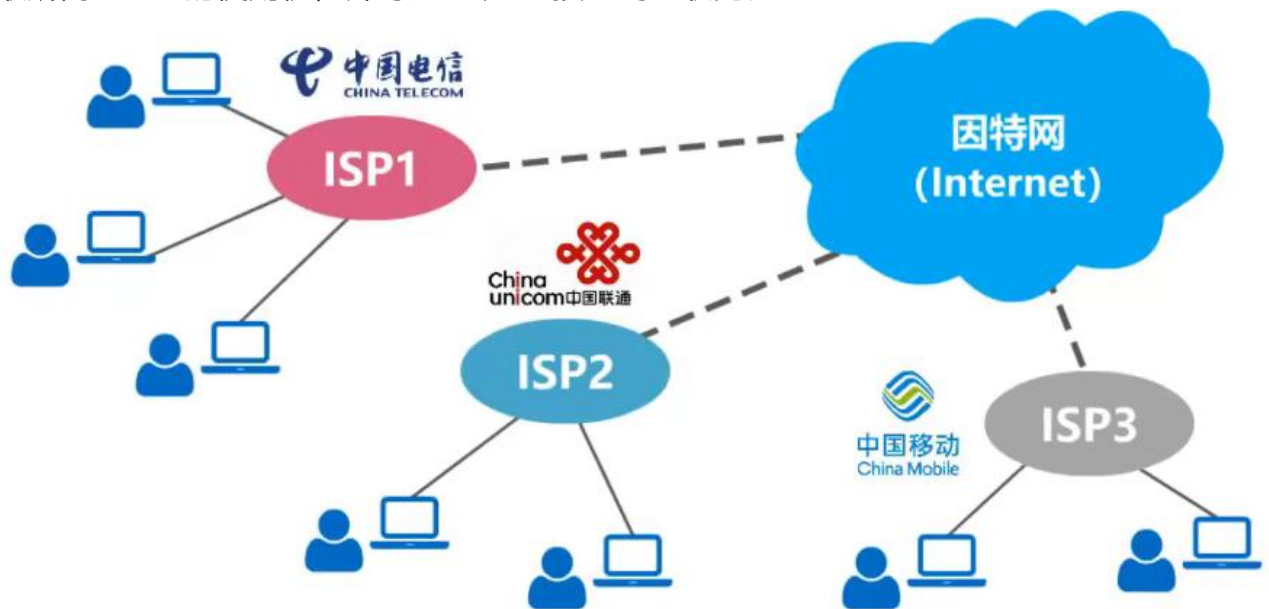 中国电信
CHINA TELECOM
ISP1
因特网
(Internet)
China
unicom中国联通
ISP2
中国移动
China Mobile
ISP3